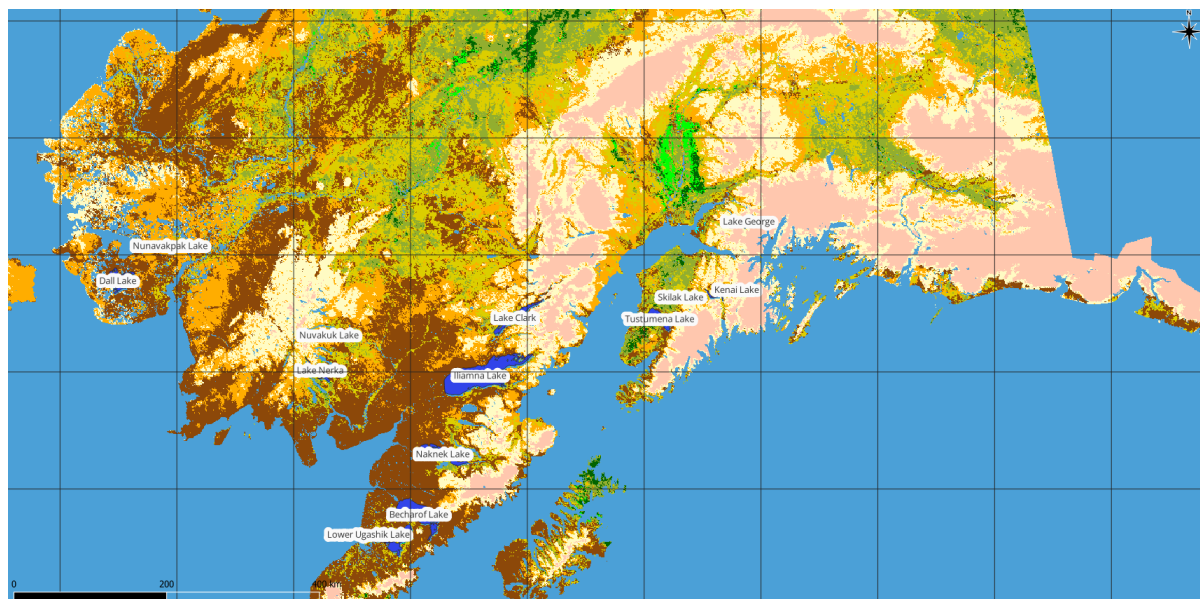 N
Lake George
Nunavakpak Lake
Dall Lake
Kenai Lake
Skilak Lake
Lake Clark
Tustumena Lake
Nuvakuk Lake
Lake Nerka
Iliamna Lake
Naknek Lake
Becharof Lake
Lower Ugashik Lake
0 200 400 km